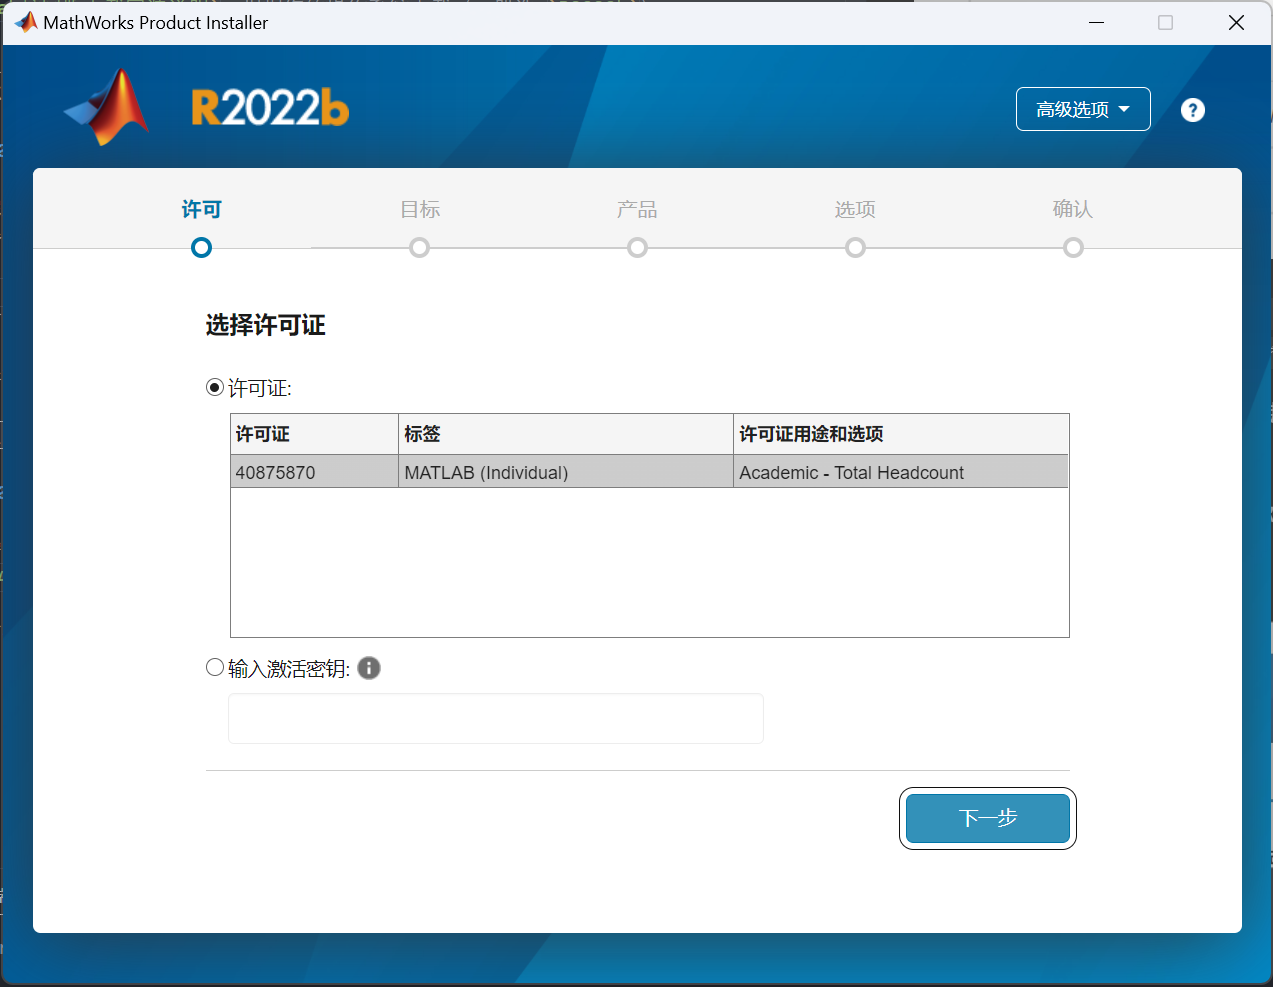 MathWorks Product Installer
R2022b
高级选项
?
许可 目标 产品 选项 确认
选择许可证
许可证:
许可证 标签 许可证用途和选项
40875870 MATLAB (Individual) Academic - Total Headcount
输入激活密钥:
下一步